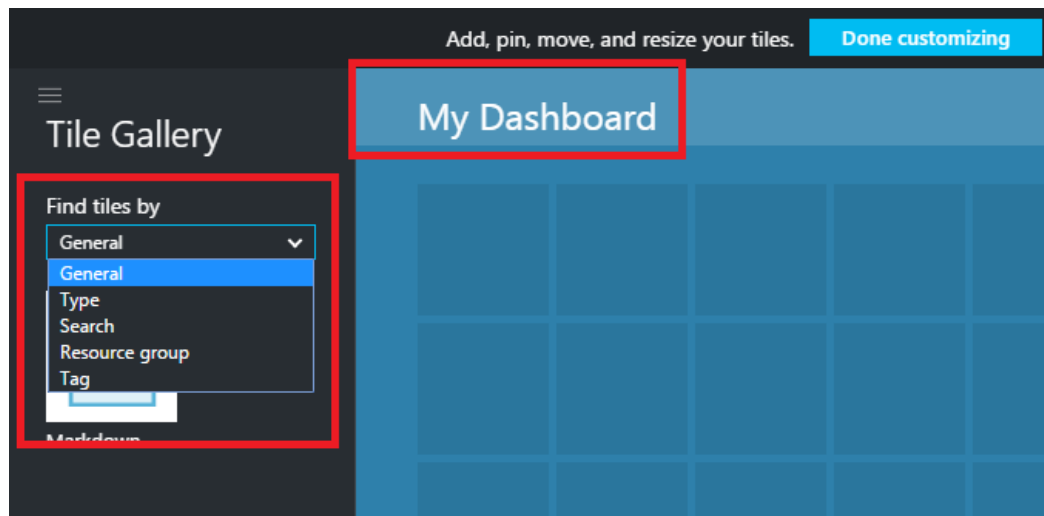 Add, pin, move, and resize your tiles.
Done customizing
Tile Gallery
My Dashboard
Find tiles by
General
General
Type
Search
Resource group
Tag
Markdown